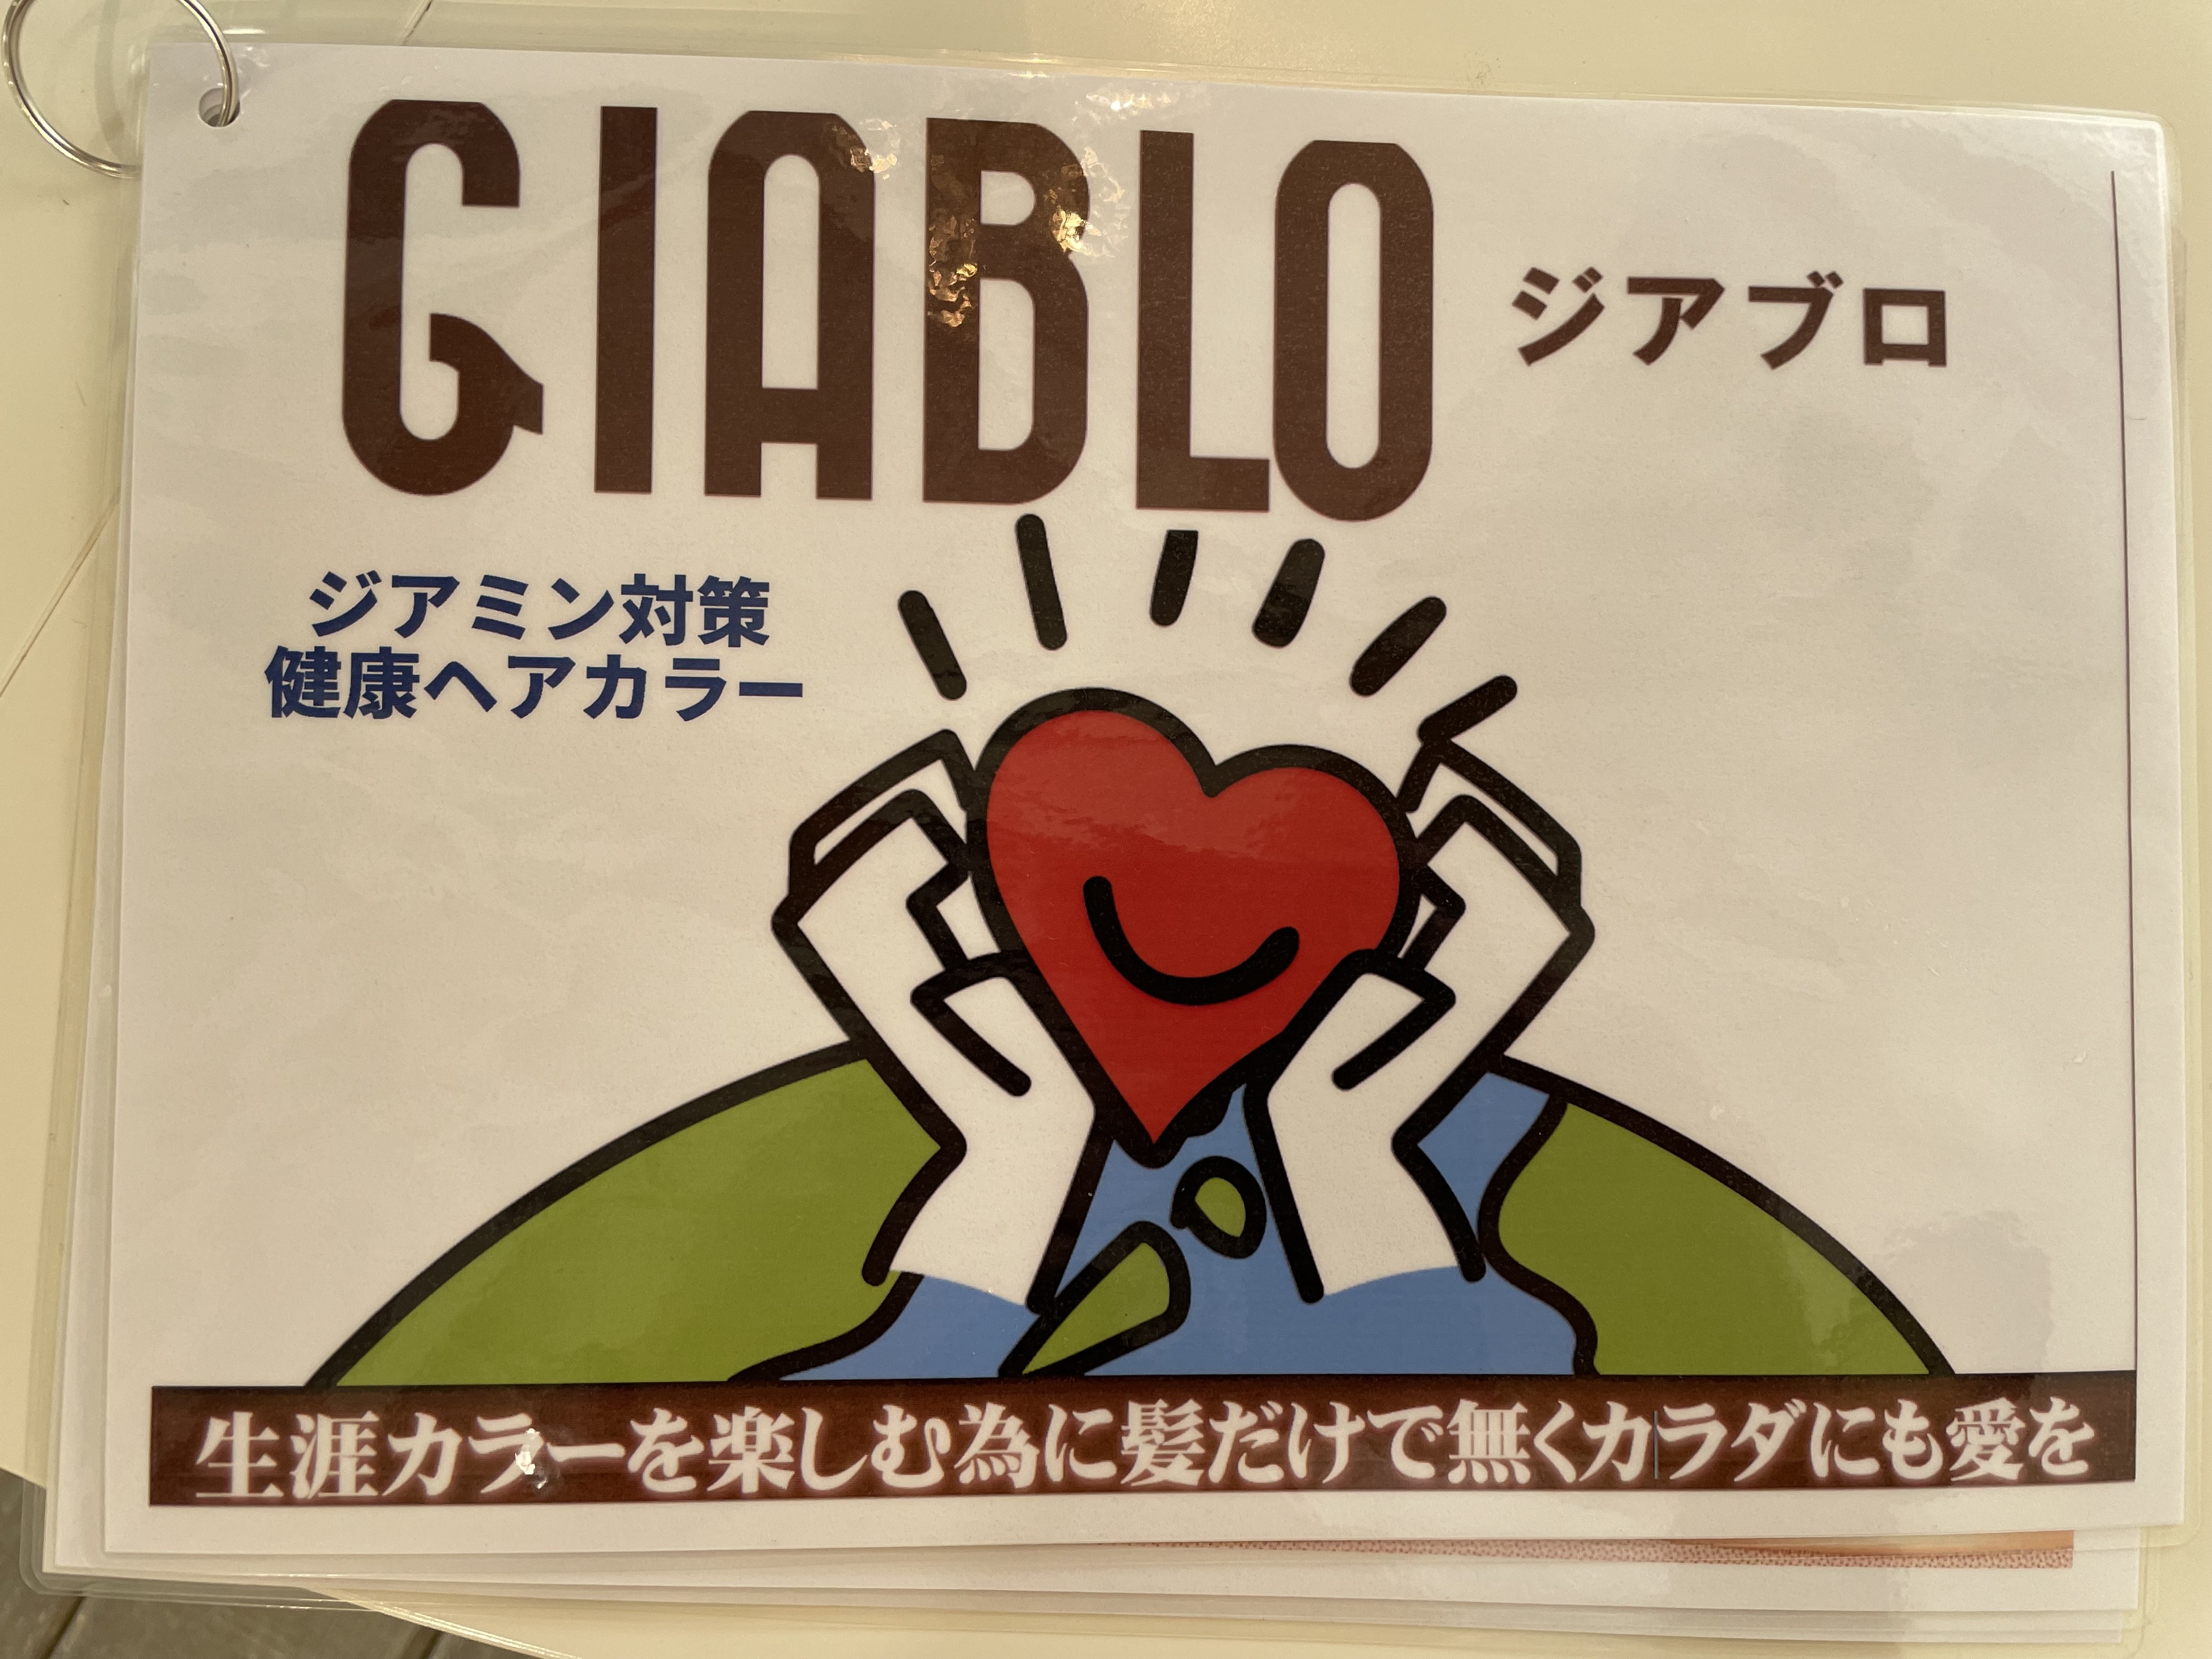 GIABLO ジアブロ
ジアミン対策
健康ヘアカラー
生涯カラーを楽しむ為に髪だけで無くカラダにも愛を